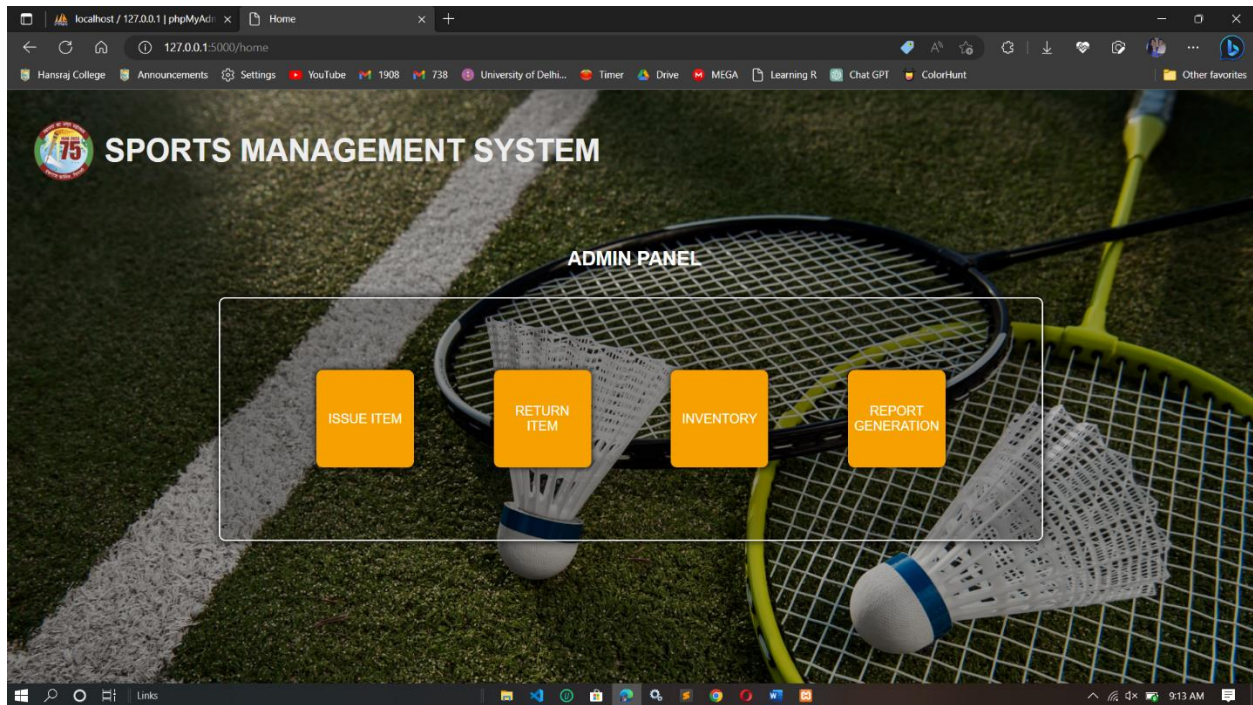 localhost / 127.0.0.1 | phpMyAdn
Home
127.0.0.1:5000/home
Hansraj College
Announcements
Settings
YouTube
1908
738
University of Delhi...
Timer
Drive
MEGA
Learning R
Chat GPT
ColorHunt
Other favorites
75
SPORTS MANAGEMENT SYSTEM
ADMIN PANEL
ISSUE ITEM
RETURN
ITEM
INVENTORY
REPORT
GENERATION
Links
9:13 AM